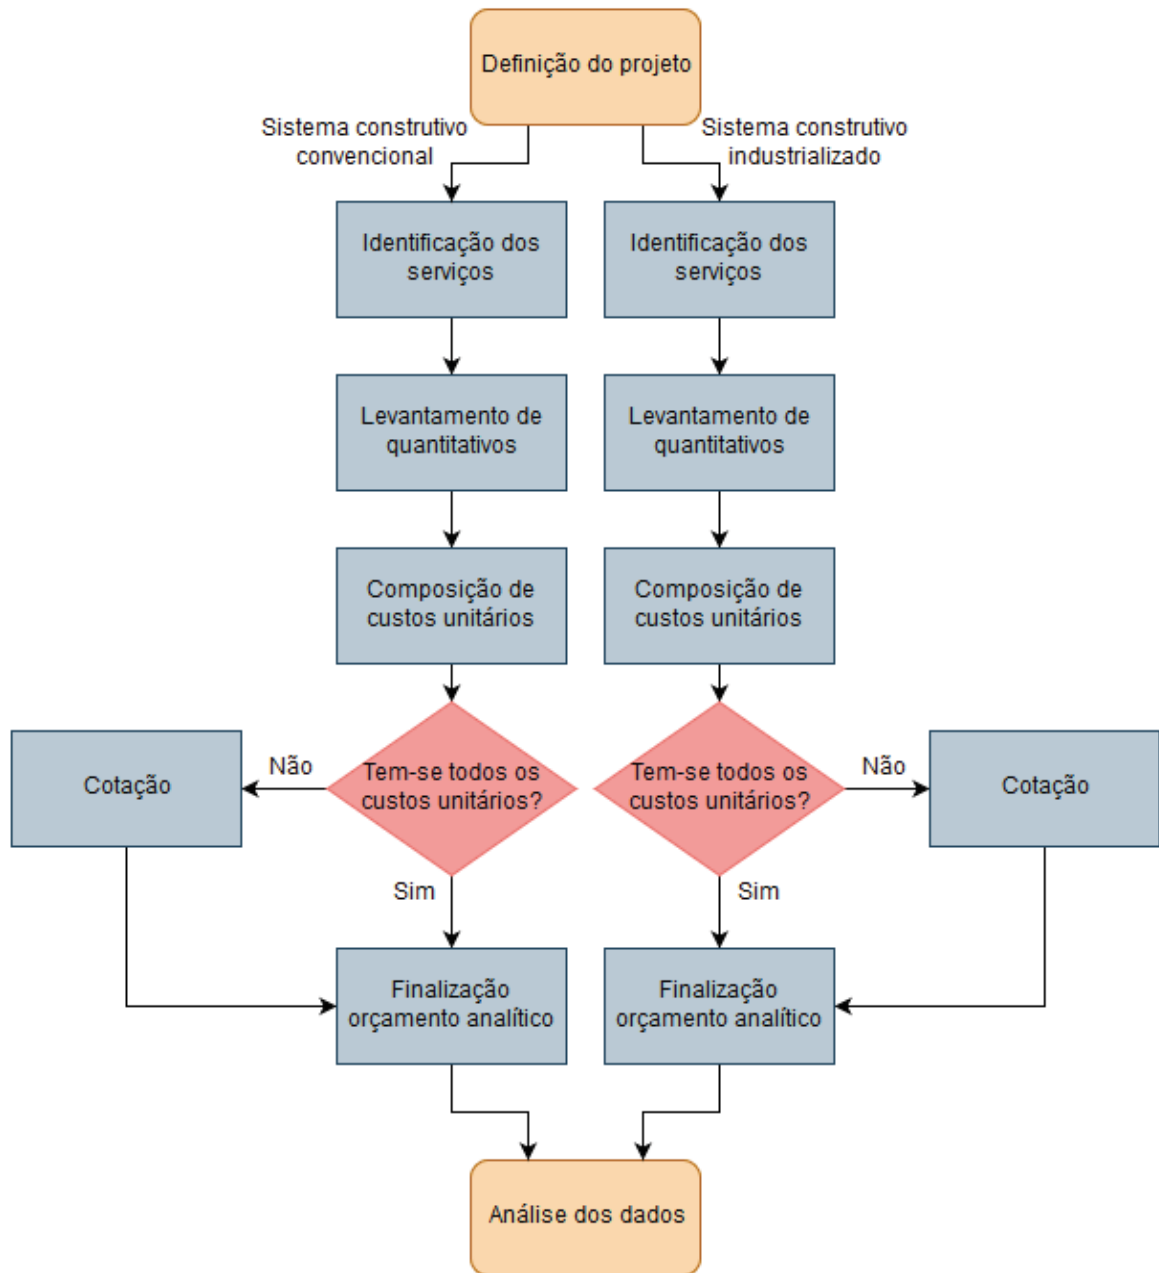 Definição do projeto
Sistema construtivo
convencional
Sistema construtivo
industrializado
Identificação dos
serviços
Identificação dos
serviços
Levantamento de
quantitativos
Levantamento de
quantitativos
Composição de
custos unitários
Composição de
custos unitários
Cotação
Não
Tem-se todos os
custos unitários?
Tem-se todos os
custos unitários?
Não
Cotação
Sim
Sim
Finalização
orçamento analítico
Finalização
orçamento analítico
Análise dos dados